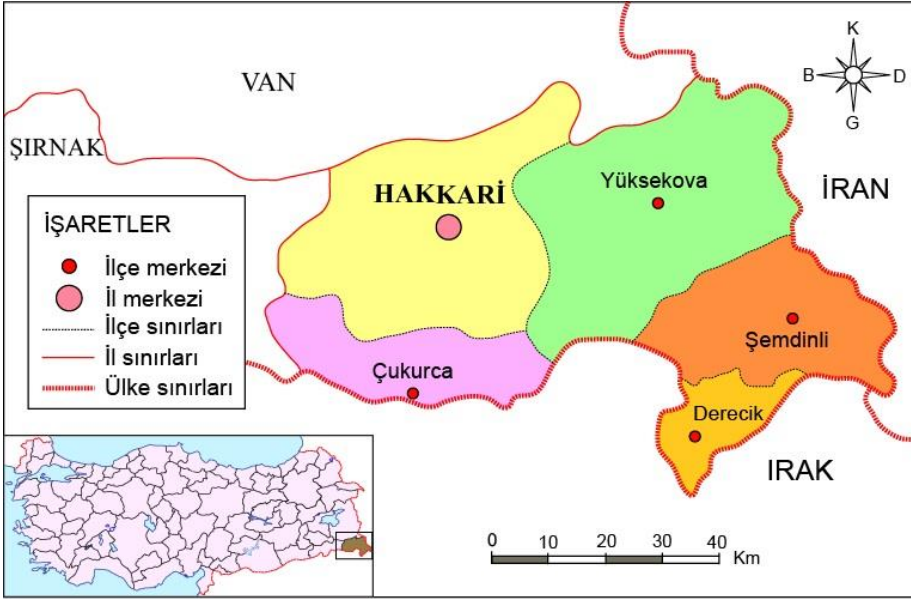 VAN
K
B
D
G
ŞIRNAK
Yüksekova
İRAN
HAKKARİ
İŞARETLER
İlçe merkezi
İl merkezi
İlçe sınırları
İl sınırları
Ülke sınırları
Şemdinli
Çukurca
Derecik
IRAK
0 10 20 30 40
Km